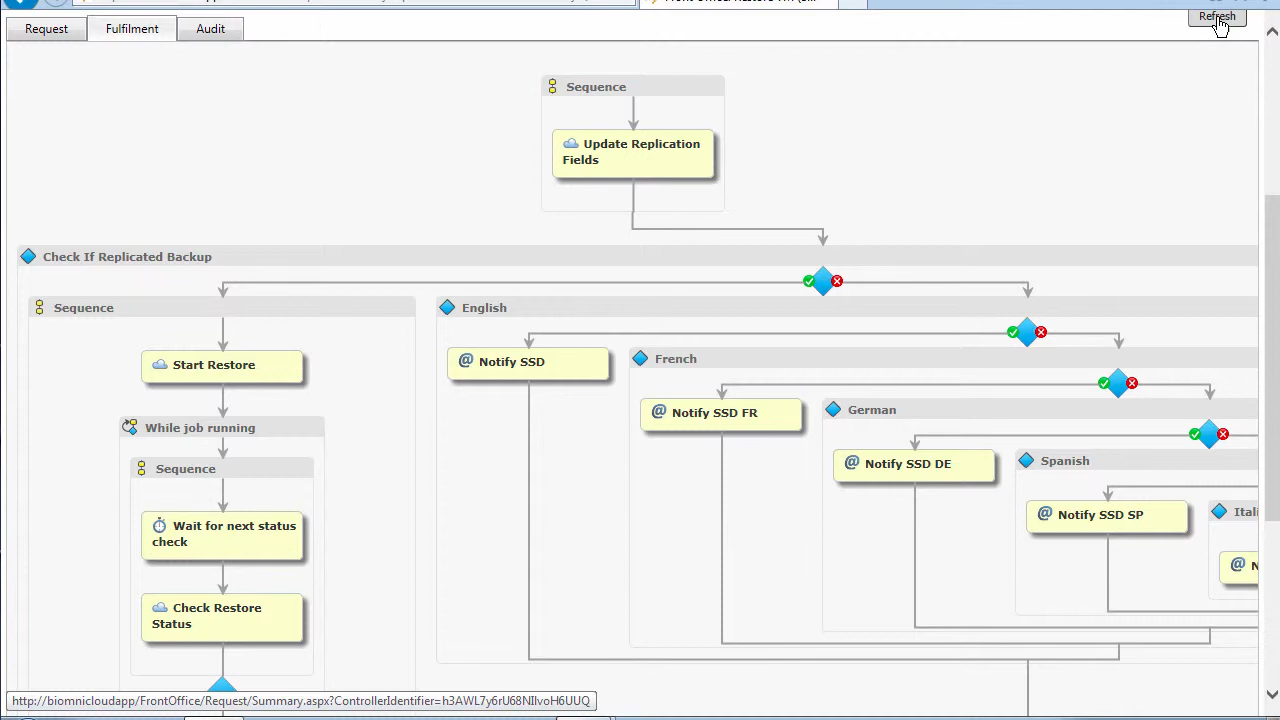 Request
Fulfilment
Audit
Refresh
Sequence
Update Replication
Fields
Check If Replicated Backup
Sequence
English
Start Restore
Notify SSD
French
Notify SSD FR
German
While job running
Notify SSD DE
Sequence
Spanish
Notify SSD SP
Wait for next status
check
Check Restore
Status
http://biomnicloudapp/FrontOffice/Request/Summary.aspx?ControllerIdentifier=h3AWL7y6rU68NIIvoH6UUQ